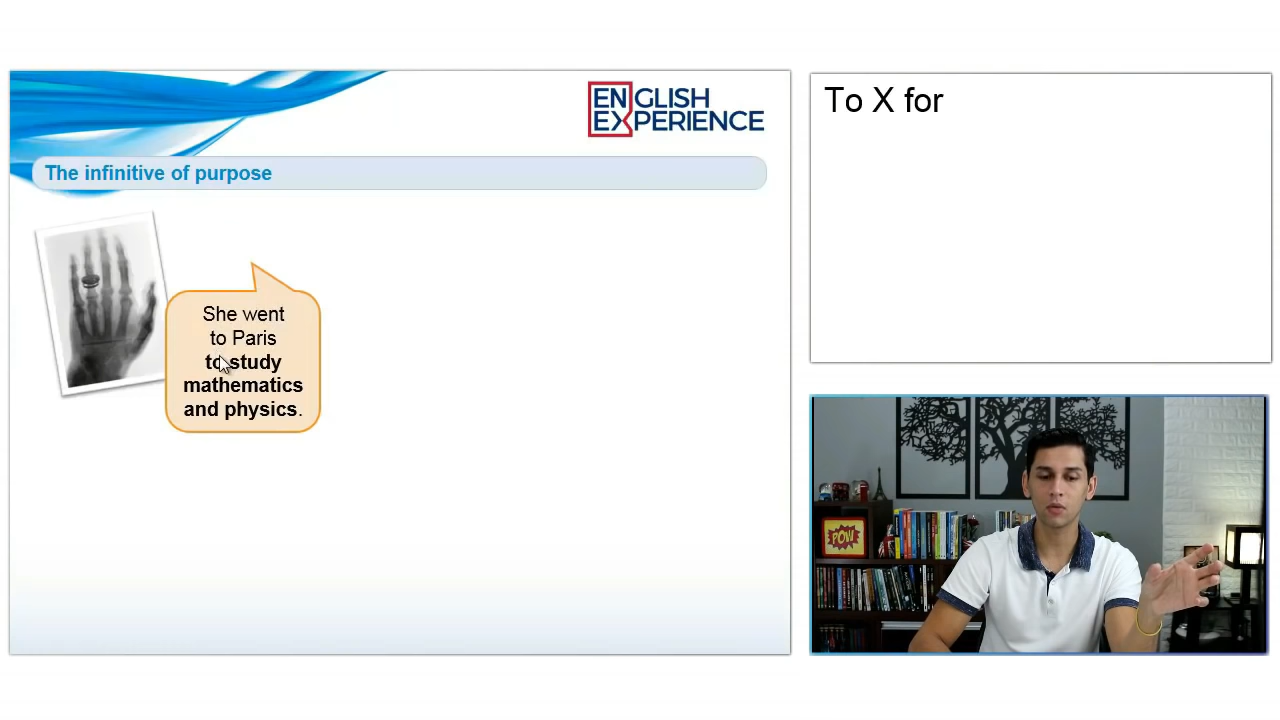 ENGLISH
EXPERIENCE
The infinitive of purpose
She went
to Paris
to study
mathematics
and physics.
To X for
POW